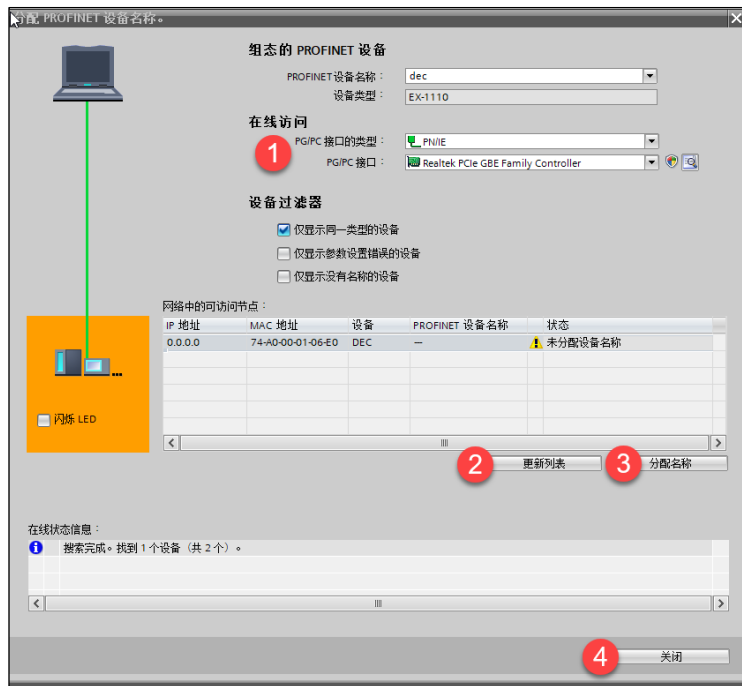 分配 PROFINET 设备名称。
组态的 PROFINET 设备
PROFINET设备名称： dec
设备类型： EX-1110
在线访问
1
PG/PC 接口的类型： PN/IE
PG/PC 接口： Realtek PCIe GBE Family Controller
设备过滤器
仅显示同一类型的设备
仅显示参数设置错误的设备
仅显示没有名称的设备
网络中的可访问节点：
IP 地址 MAC 地址 设备 PROFINET 设备名称 状态
0.0.0.0 74-A0-00-01-06-E0 DEC — 未分配设备名称
闪烁 LED
2 更新列表 3 分配名称
在线状态信息：
搜索完成。找到 1 个设备（共 2 个）。
4 关闭